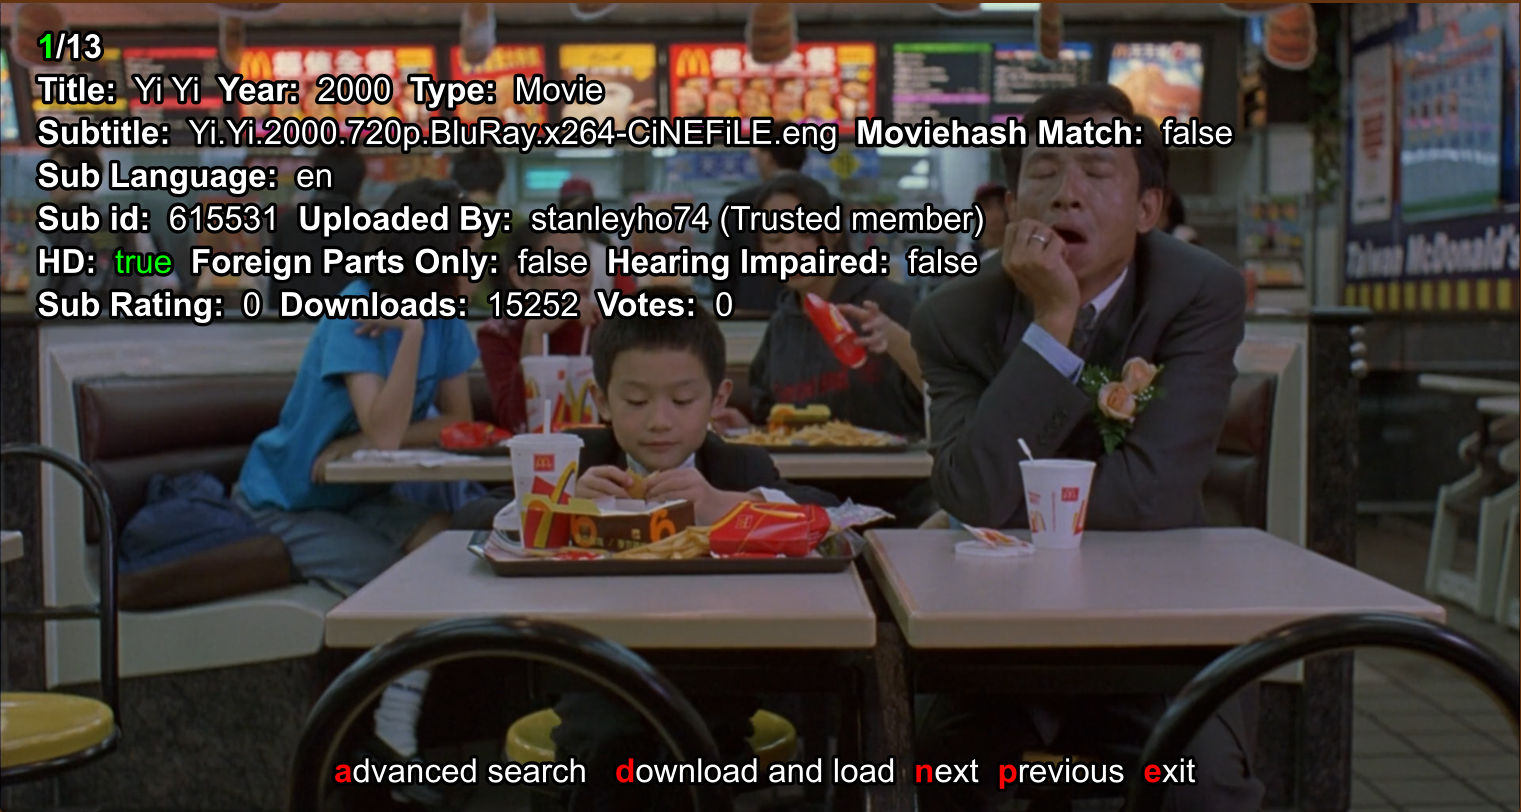 1/13
Title: Yi Yi Year: 2000 Type: Movie
Subtitle: Yi.Yi.2000.720p.BluRay.x264-CiNEFiLE.eng Moviehash Match: false
Sub Language: en
Sub id: 615531 Uploaded By: stanleyho74 (Trusted member)
HD: true Foreign Parts Only: false Hearing Impaired: false
Sub Rating: 0 Downloads: 15252 Votes: 0
Taiwan McDonald's
advanced search download and load next previous exit